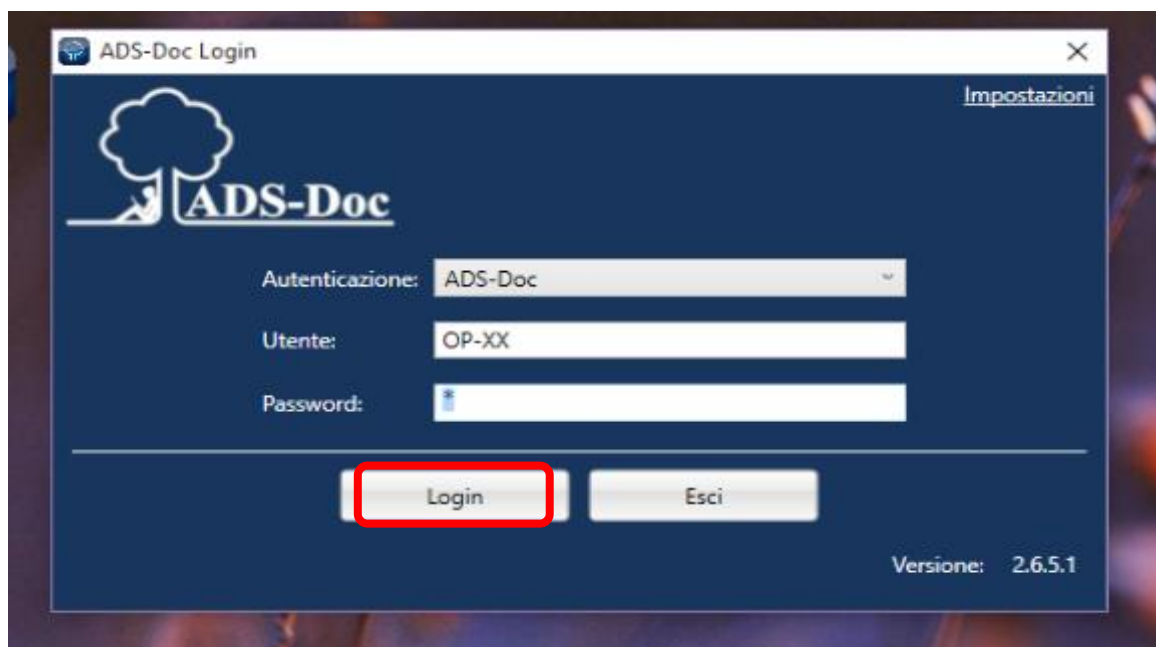 ADS-Doc Login
Impostazioni
ADS-Doc
Autenticazione: ADS-Doc
Utente: OP-XX
Password: *
Login Esci
Versione: 2.6.5.1